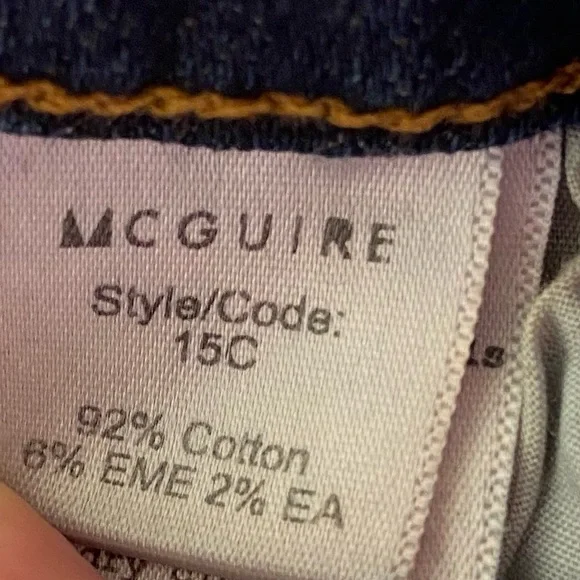 MCGUIRE
Style/Code:
15C
92% Cotton
6% EME 2% EA